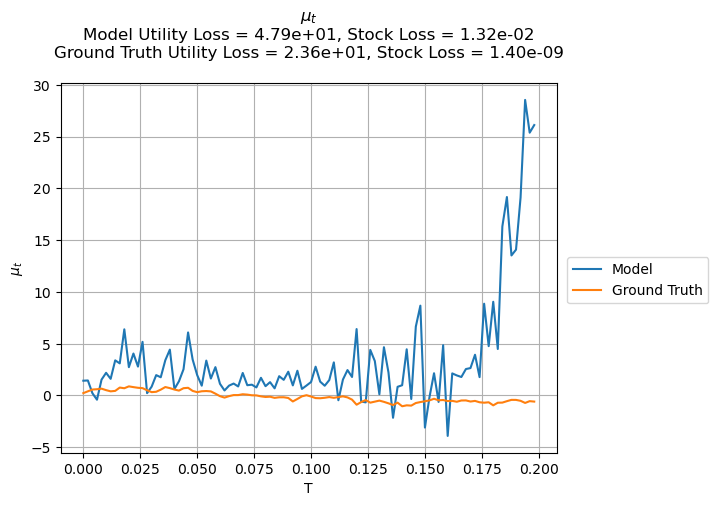 μₜ
Model Utility Loss = 4.79e+01, Stock Loss = 1.32e-02
Ground Truth Utility Loss = 2.36e+01, Stock Loss = 1.40e-09
30
25
20
15
10
5
0
−5
μₜ
0.000 0.025 0.050 0.075 0.100 0.125 0.150 0.175 0.200
T
Model
Ground Truth